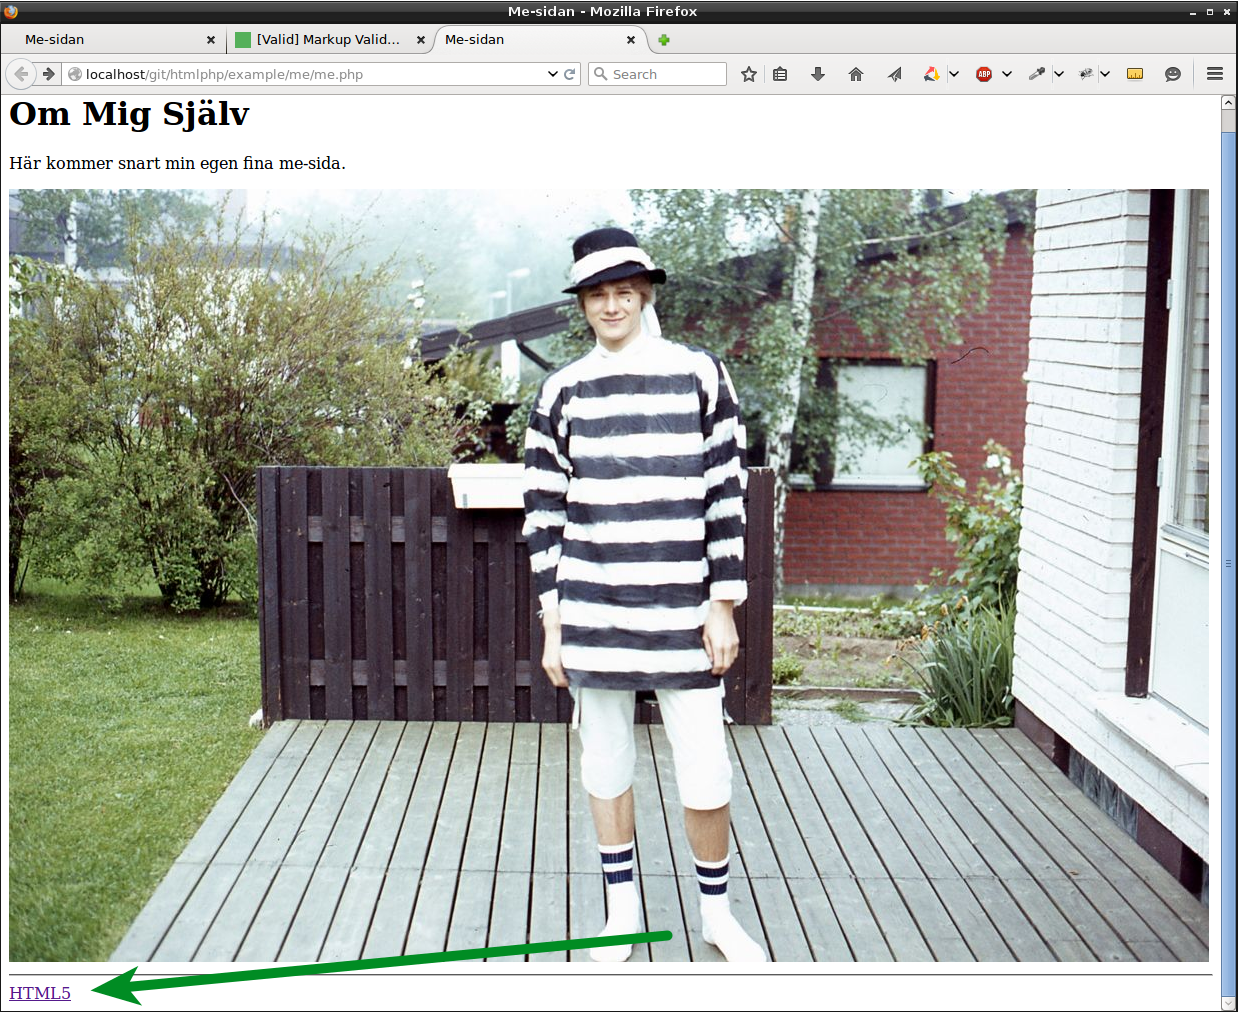 Me-sidan - Mozilla Firefox
Me-sidan
[Valid] Markup Valid...
Me-sidan
localhost/git/htmlphp/example/me/me.php
Search
ABP
Om Mig Själv
Här kommer snart min egen fina me-sida.
HTML5